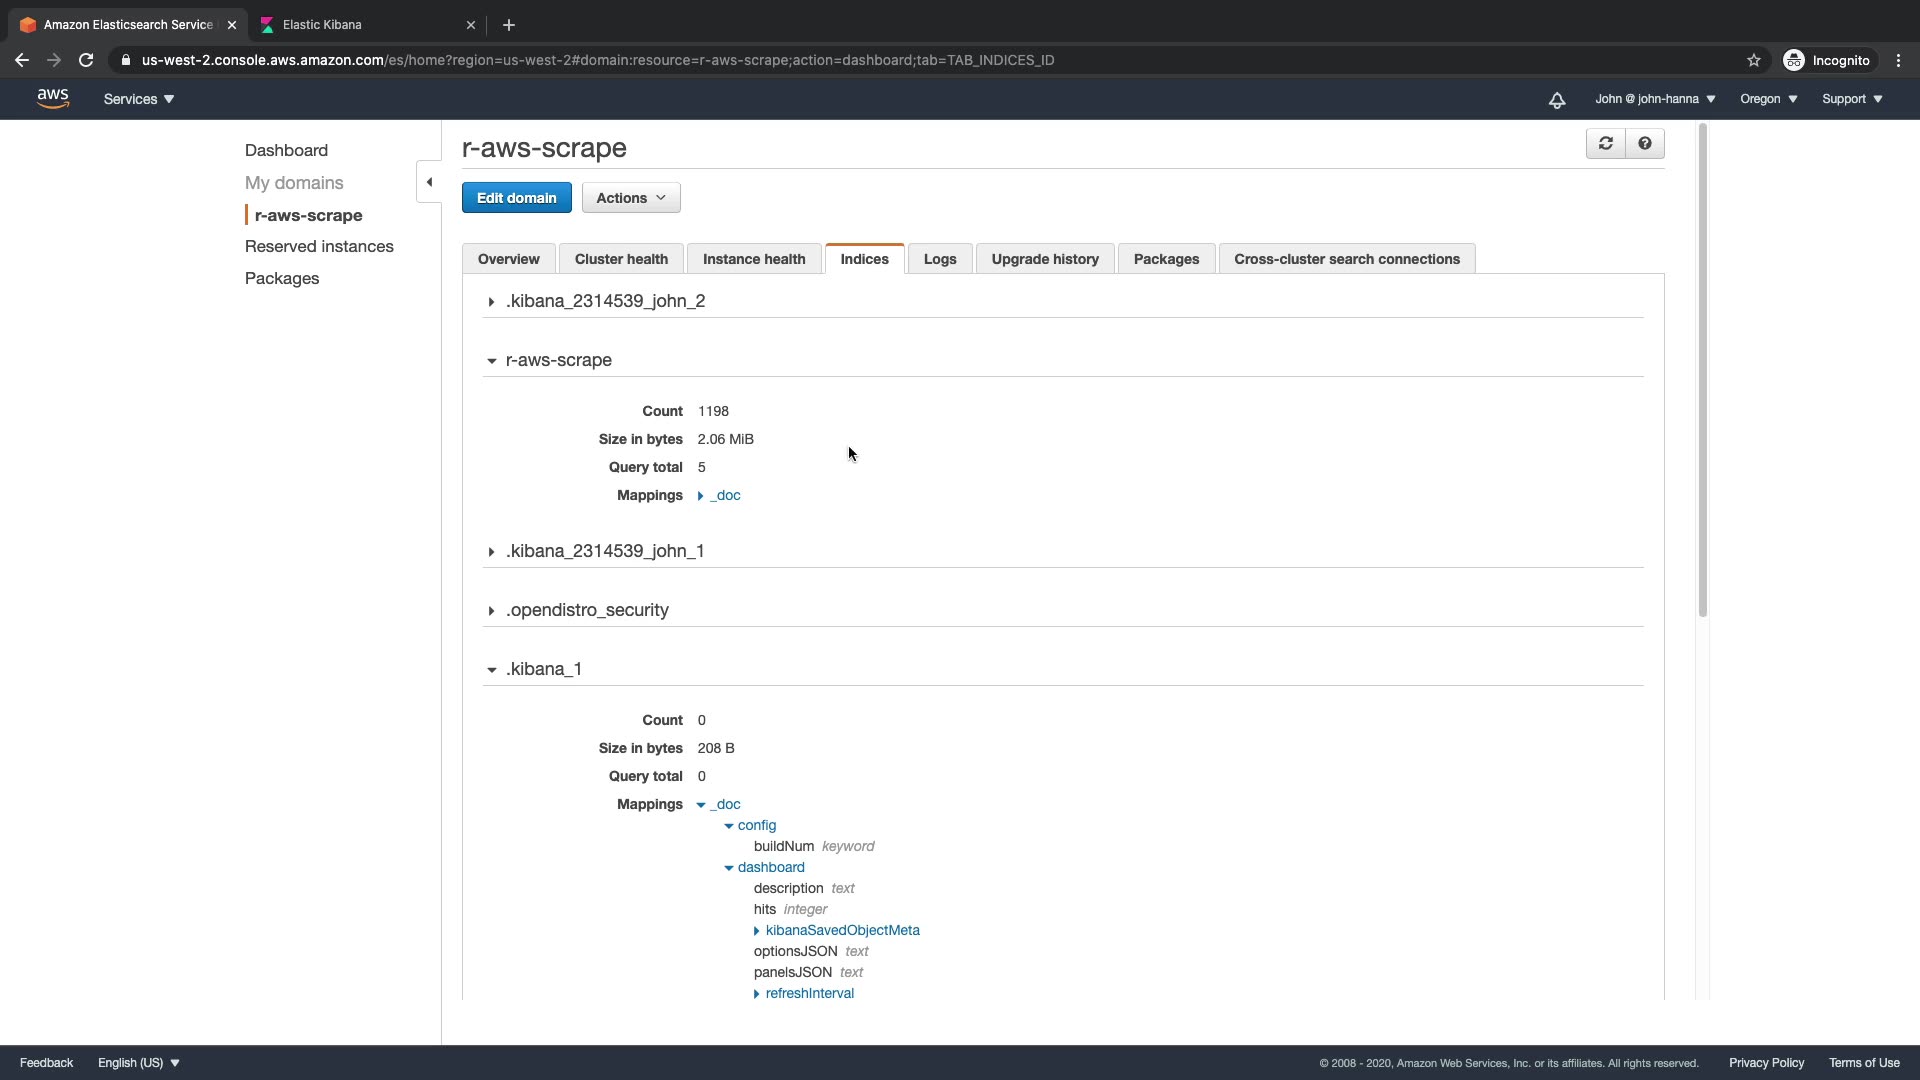 Amazon Elasticsearch Service
Elastic Kibana
us-west-2.console.aws.amazon.com/es/home?region=us-west-2#domain:resource=r-aws-scrape;action=dashboard;tab=TAB_INDICES_ID
Incognito
aws
Services
John @ john-hanna
Oregon
Support
Dashboard
My domains
r-aws-scrape
Reserved instances
Packages
r-aws-scrape
Edit domain
Actions
Overview
Cluster health
Instance health
Indices
Logs
Upgrade history
Packages
Cross-cluster search connections
.kibana_2314539_john_2
r-aws-scrape
Count 1198
Size in bytes 2.06 MiB
Query total 5
Mappings _doc
.kibana_2314539_john_1
.opendistro_security
.kibana_1
Count 0
Size in bytes 208 B
Query total 0
Mappings _doc
config
buildNum keyword
dashboard
description text
hits integer
kibanaSavedObjectMeta
optionsJSON text
panelsJSON text
refreshInterval
Feedback
English (US)
© 2008 - 2020, Amazon Web Services, Inc. or its affiliates. All rights reserved.
Privacy Policy
Terms of Use